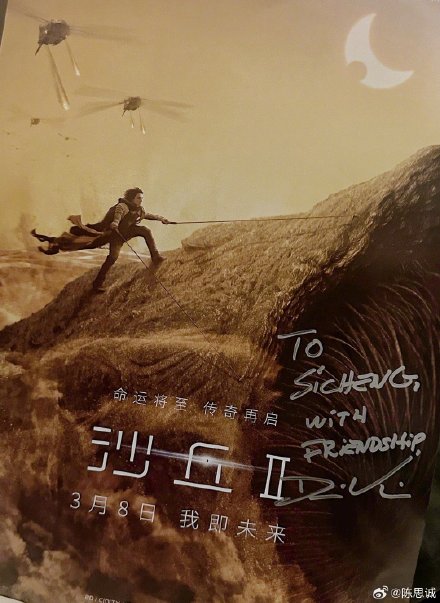 TO
SICHENG,
WITH
FRIENDSHIP,
命运将至 传奇再启
沙丘II
3月8日 我即未来
@陈思诚